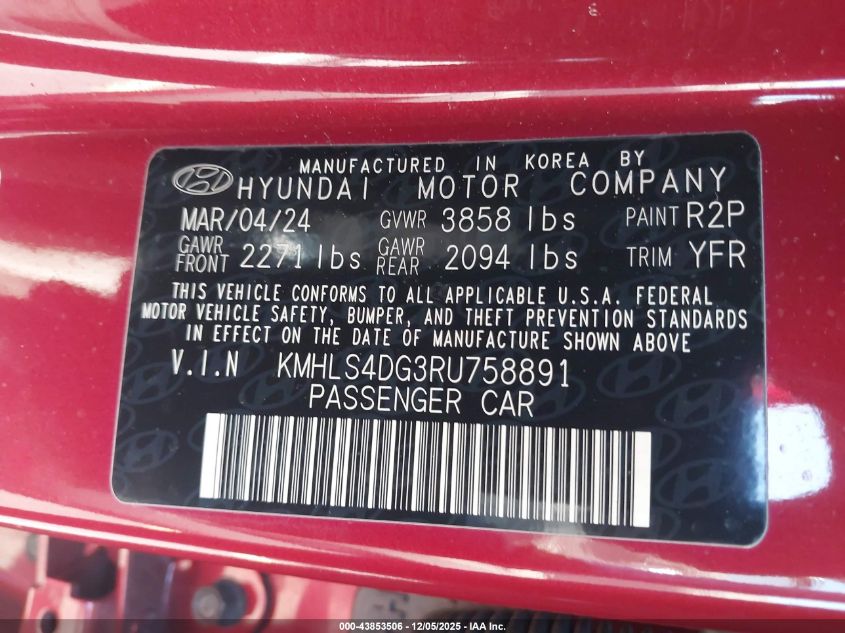 MANUFACTURED IN KOREA BY
HYUNDAI MOTOR COMPANY
MAR/04/24 GVWR 3858 lbs PAINT R2P
GAWR FRONT 2271 lbs GAWR REAR 2094 lbs TRIM YFR
THIS VEHICLE CONFORMS TO ALL APPLICABLE U.S.A. FEDERAL
MOTOR VEHICLE SAFETY, BUMPER, AND THEFT PREVENTION STANDARDS
IN EFFECT ON THE DATE OF MANUFACTURE SHOWN ABOVE
V.I.N KMHLS4DG3RU758891
PASSENGER CAR
000-43853506 - 12/05/2025 - IAA Inc.